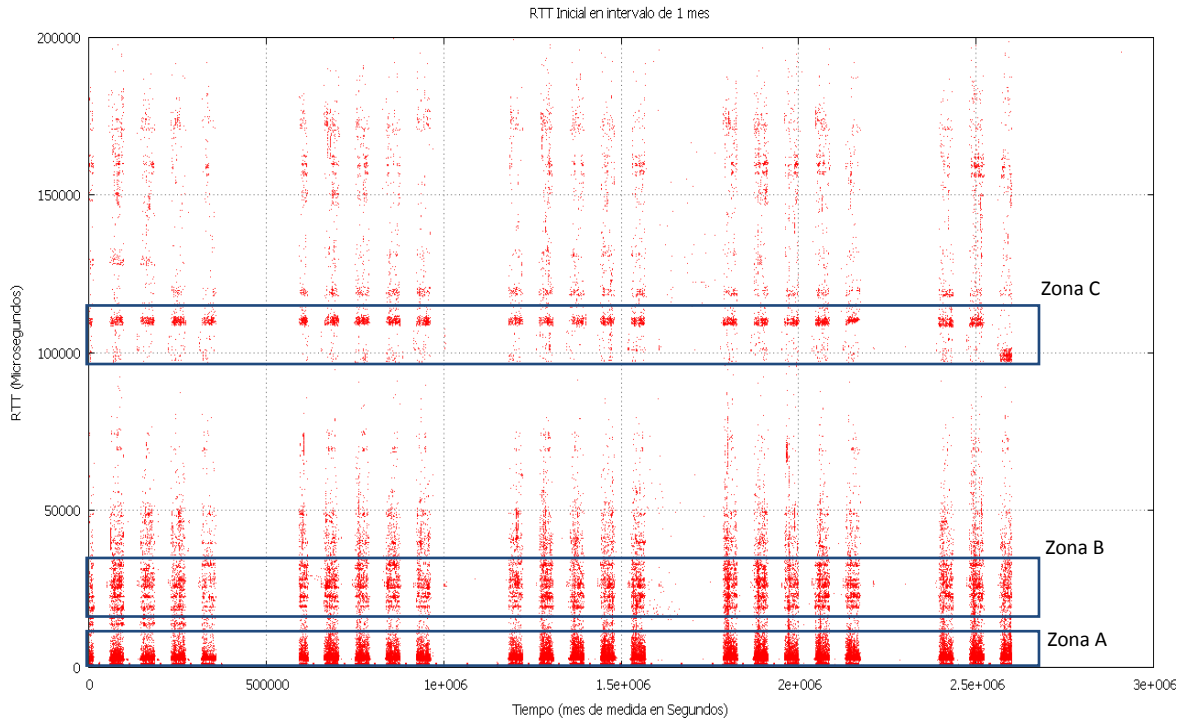 RTT Inicial en intervalo de 1 mes
200000
150000
100000
50000
0
RTT (Microsegundos)
Zona C
Zona B
Zona A
0
500000
1e+006
1.5e+006
2e+006
2.5e+006
3e+006
Tiempo (mes de medida en Segundos)